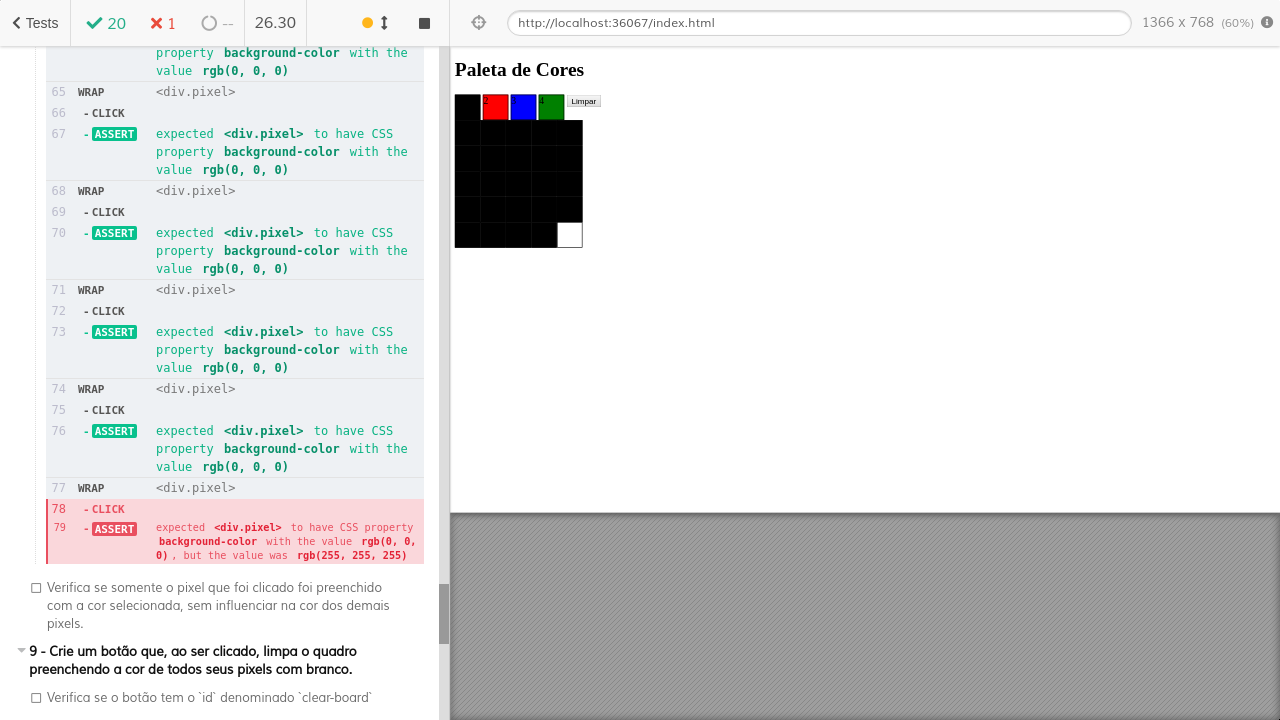 Tests 20 1 -- 26.30 http://localhost:36067/index.html 1366 x 768 (60%)
property background-color with the
value rgb(0, 0, 0)
65 WRAP <div.pixel>
66 -CLICK
67 -ASSERT expected <div.pixel> to have CSS
property background-color with the
value rgb(0, 0, 0)
68 WRAP <div.pixel>
69 -CLICK
70 -ASSERT expected <div.pixel> to have CSS
property background-color with the
value rgb(0, 0, 0)
71 WRAP <div.pixel>
72 -CLICK
73 -ASSERT expected <div.pixel> to have CSS
property background-color with the
value rgb(0, 0, 0)
74 WRAP <div.pixel>
75 -CLICK
76 -ASSERT expected <div.pixel> to have CSS
property background-color with the
value rgb(0, 0, 0)
77 WRAP <div.pixel>
78 -CLICK
79 -ASSERT expected <div.pixel> to have CSS property
background-color with the value rgb(0, 0,
0), but the value was rgb(255, 255, 255)
Verifica se somente o pixel que foi clicado foi preenchido
com a cor selecionada, sem influenciar na cor dos demais
pixels.
9 - Crie um botão que, ao ser clicado, limpa o quadro
preenchendo a cor de todos seus pixels com branco.
Verifica se o botão tem o `id` denominado `clear-board`
Paleta de Cores
2 4 Limpar